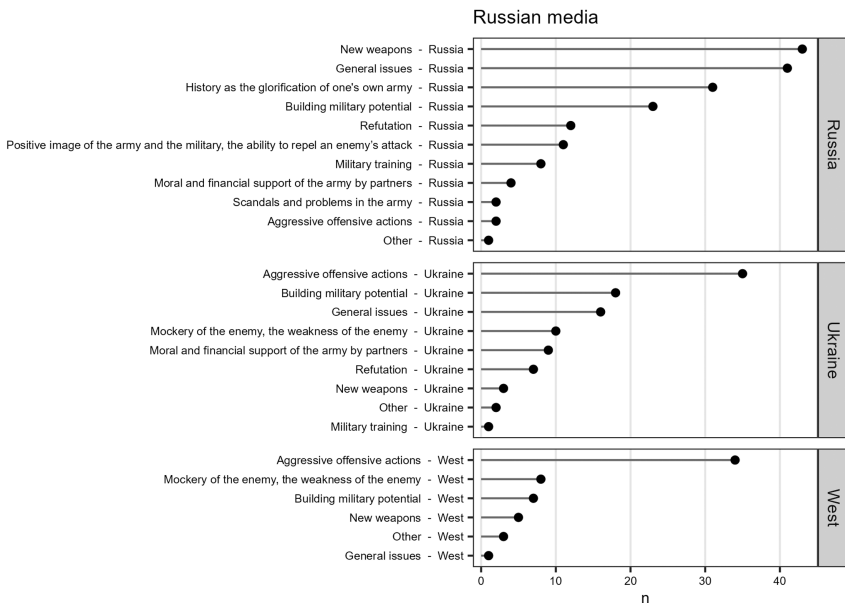 Russian media
New weapons - Russia
General issues - Russia
History as the glorification of one's own army - Russia
Building military potential - Russia
Refutation - Russia
Positive image of the army and the military, the ability to repel an enemy's attack - Russia
Military training - Russia
Moral and financial support of the army by partners - Russia
Scandals and problems in the army - Russia
Aggressive offensive actions - Russia
Other - Russia
Russia
Aggressive offensive actions - Ukraine
Building military potential - Ukraine
General issues - Ukraine
Mockery of the enemy, the weakness of the enemy - Ukraine
Moral and financial support of the army by partners - Ukraine
Refutation - Ukraine
New weapons - Ukraine
Other - Ukraine
Military training - Ukraine
Ukraine
Aggressive offensive actions - West
Mockery of the enemy, the weakness of the enemy - West
Building military potential - West
New weapons - West
Other - West
General issues - West
West
0 10 20 30 40
n